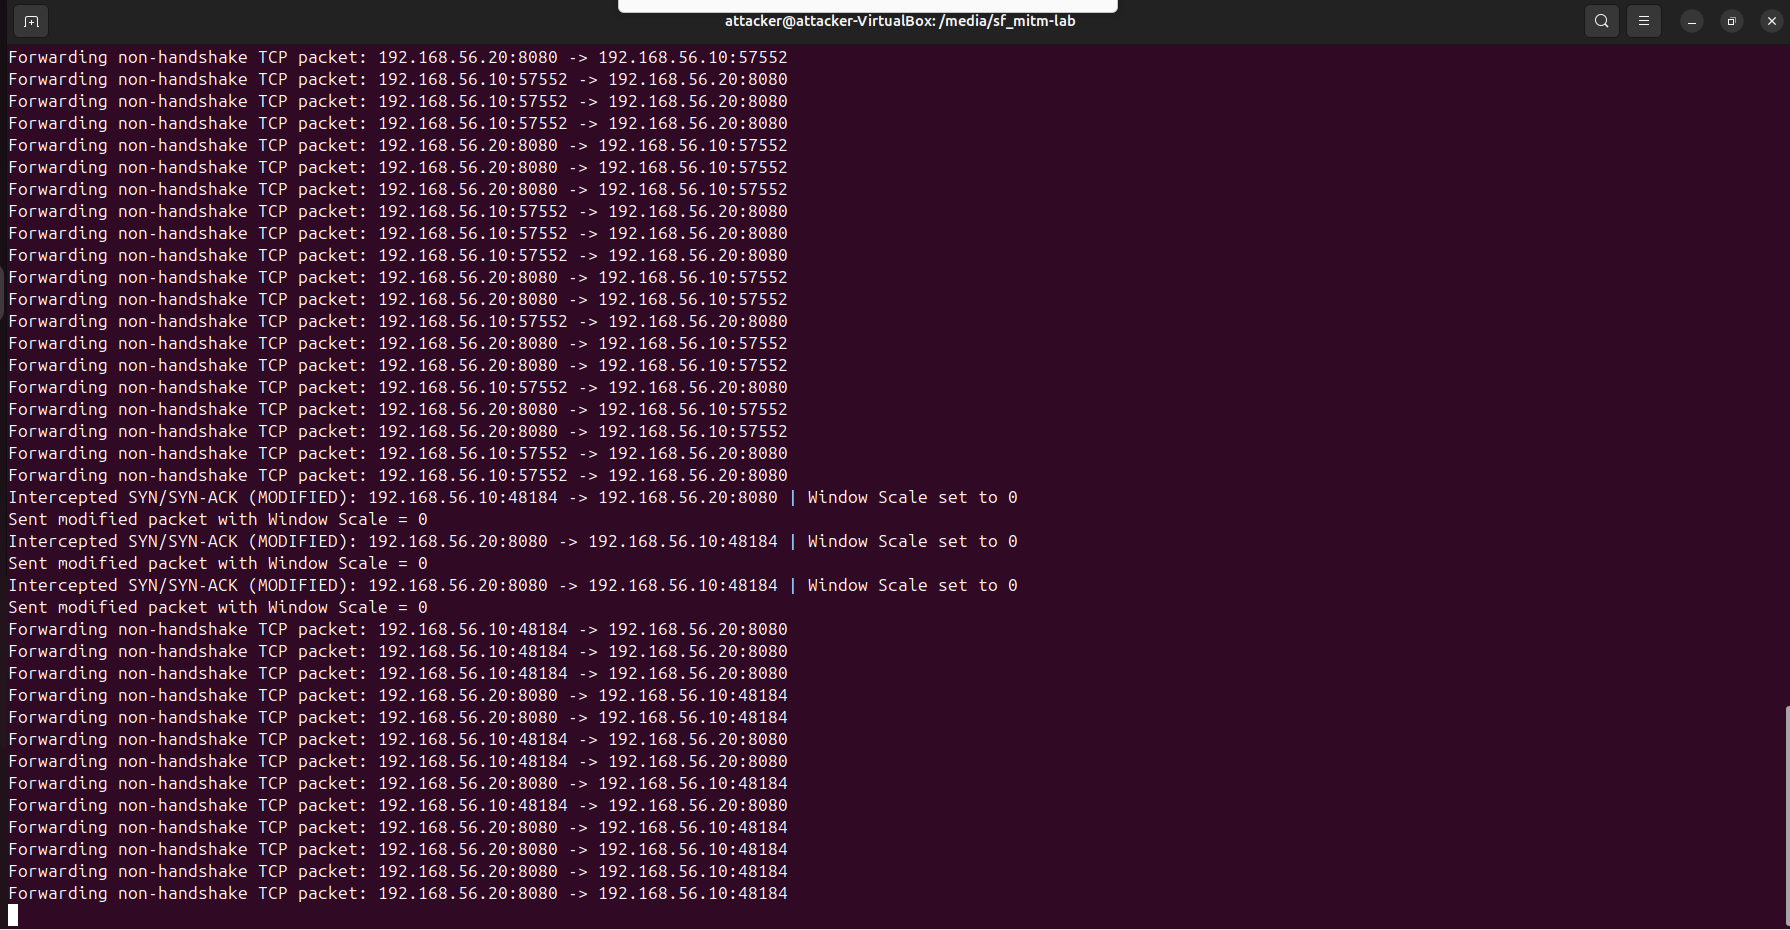 attacker@attacker-VirtualBox: /media/sf_mitm-lab
Forwarding non-handshake TCP packet: 192.168.56.20:8080 -> 192.168.56.10:57552
Forwarding non-handshake TCP packet: 192.168.56.10:57552 -> 192.168.56.20:8080
Forwarding non-handshake TCP packet: 192.168.56.10:57552 -> 192.168.56.20:8080
Forwarding non-handshake TCP packet: 192.168.56.10:57552 -> 192.168.56.20:8080
Forwarding non-handshake TCP packet: 192.168.56.20:8080 -> 192.168.56.10:57552
Forwarding non-handshake TCP packet: 192.168.56.20:8080 -> 192.168.56.10:57552
Forwarding non-handshake TCP packet: 192.168.56.20:8080 -> 192.168.56.10:57552
Forwarding non-handshake TCP packet: 192.168.56.10:57552 -> 192.168.56.20:8080
Forwarding non-handshake TCP packet: 192.168.56.10:57552 -> 192.168.56.20:8080
Forwarding non-handshake TCP packet: 192.168.56.10:57552 -> 192.168.56.20:8080
Forwarding non-handshake TCP packet: 192.168.56.20:8080 -> 192.168.56.10:57552
Forwarding non-handshake TCP packet: 192.168.56.20:8080 -> 192.168.56.10:57552
Forwarding non-handshake TCP packet: 192.168.56.10:57552 -> 192.168.56.20:8080
Forwarding non-handshake TCP packet: 192.168.56.20:8080 -> 192.168.56.10:57552
Forwarding non-handshake TCP packet: 192.168.56.20:8080 -> 192.168.56.10:57552
Forwarding non-handshake TCP packet: 192.168.56.10:57552 -> 192.168.56.20:8080
Forwarding non-handshake TCP packet: 192.168.56.20:8080 -> 192.168.56.10:57552
Forwarding non-handshake TCP packet: 192.168.56.20:8080 -> 192.168.56.10:57552
Forwarding non-handshake TCP packet: 192.168.56.10:57552 -> 192.168.56.20:8080
Forwarding non-handshake TCP packet: 192.168.56.10:57552 -> 192.168.56.20:8080
Intercepted SYN/SYN-ACK (MODIFIED): 192.168.56.10:48184 -> 192.168.56.20:8080 | Window Scale set to 0
Sent modified packet with Window Scale = 0
Intercepted SYN/SYN-ACK (MODIFIED): 192.168.56.20:8080 -> 192.168.56.10:48184 | Window Scale set to 0
Sent modified packet with Window Scale = 0
Intercepted SYN/SYN-ACK (MODIFIED): 192.168.56.20:8080 -> 192.168.56.10:48184 | Window Scale set to 0
Sent modified packet with Window Scale = 0
Forwarding non-handshake TCP packet: 192.168.56.10:48184 -> 192.168.56.20:8080
Forwarding non-handshake TCP packet: 192.168.56.10:48184 -> 192.168.56.20:8080
Forwarding non-handshake TCP packet: 192.168.56.10:48184 -> 192.168.56.20:8080
Forwarding non-handshake TCP packet: 192.168.56.20:8080 -> 192.168.56.10:48184
Forwarding non-handshake TCP packet: 192.168.56.20:8080 -> 192.168.56.10:48184
Forwarding non-handshake TCP packet: 192.168.56.10:48184 -> 192.168.56.20:8080
Forwarding non-handshake TCP packet: 192.168.56.10:48184 -> 192.168.56.20:8080
Forwarding non-handshake TCP packet: 192.168.56.20:8080 -> 192.168.56.10:48184
Forwarding non-handshake TCP packet: 192.168.56.10:48184 -> 192.168.56.20:8080
Forwarding non-handshake TCP packet: 192.168.56.20:8080 -> 192.168.56.10:48184
Forwarding non-handshake TCP packet: 192.168.56.20:8080 -> 192.168.56.10:48184
Forwarding non-handshake TCP packet: 192.168.56.20:8080 -> 192.168.56.10:48184
Forwarding non-handshake TCP packet: 192.168.56.20:8080 -> 192.168.56.10:48184